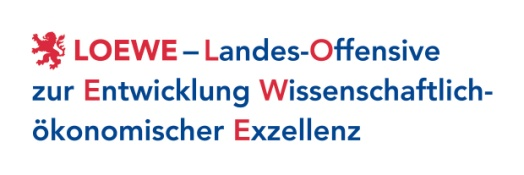 LOEWE – Landes-Offensive
zur Entwicklung Wissenschaftlich-
ökonomischer Exzellenz